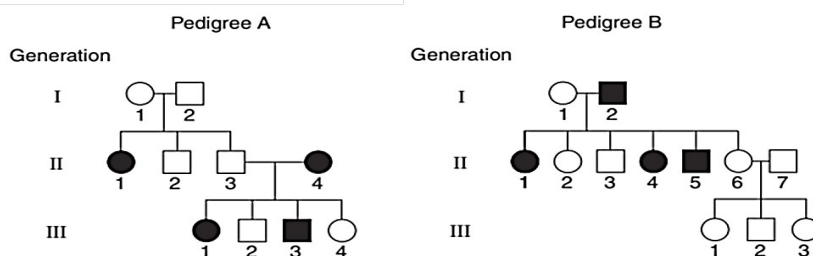 Pedigree A
Generation
I
1 2
II
1 2 3 4
III
1 2 3 4
Pedigree B
Generation
I
1 2
II
1 2 3 4 5 6 7
III
1 2 3